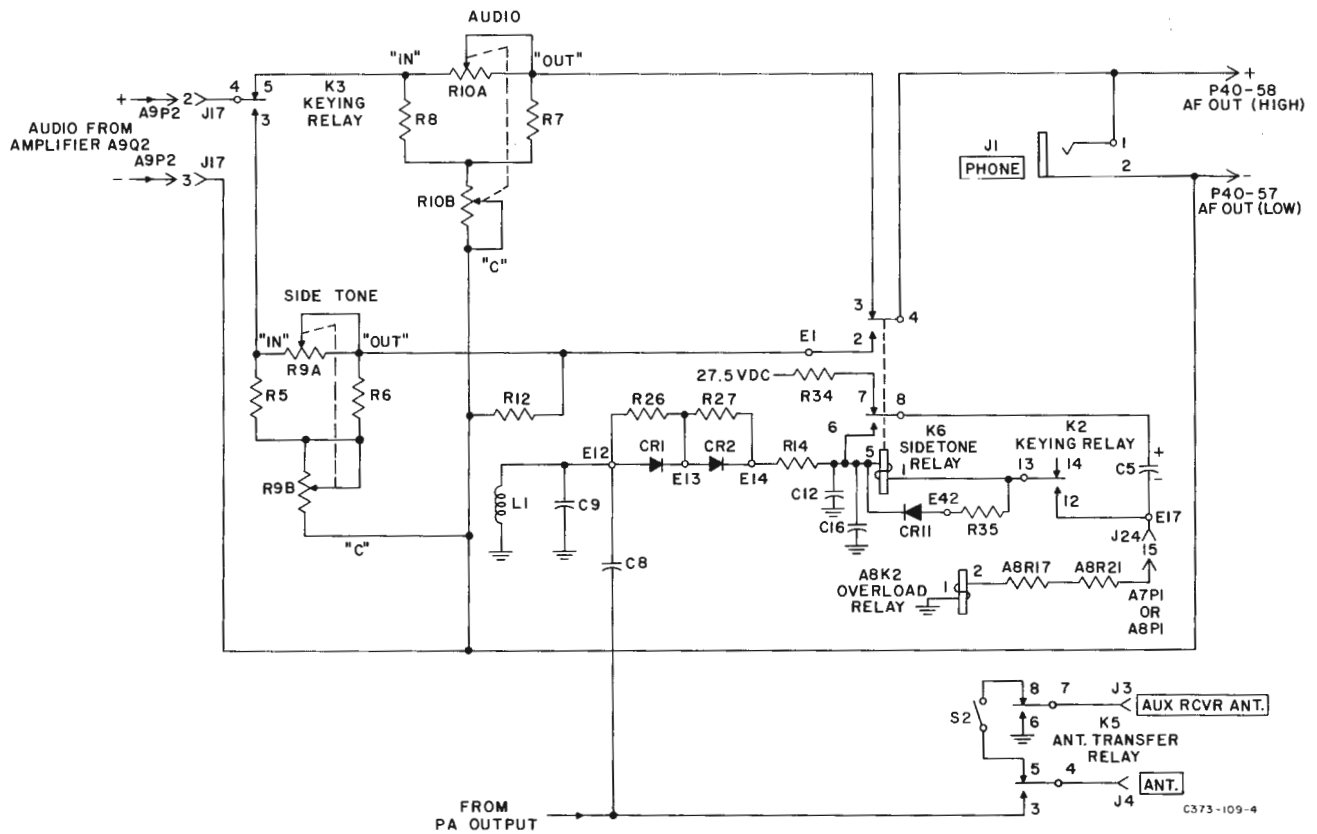 AUDIO
"IN"
"OUT"
4
5
K3
KEYING
RELAY
R10A
+
A9P2
2
J17
3
R8
R7
AUDIO FROM
AMPLIFIER A9Q2
A9P2
J17
-
3
R10B
"C"
+
P40-58
AF OUT (HIGH)
J1
PHONE
1
2
-
P40-57
AF OUT (LOW)
SIDE TONE
"IN"
"OUT"
R9A
R5
R6
R9B
"C"
3
4
E1
2
27.5 VDC
R34
7
8
6
K6
SIDETONE
RELAY
K2
KEYING RELAY
R12
R26
R27
E12
CR1
CR2
R14
5
1
13
14
+
C5
-
E13
E14
C12
E42
12
E17
L1
C9
C16
CR11
R35
J24
15
C8
A8K2
OVERLOAD
RELAY
1
2
A8R17
A8R21
A7P1
OR
A8P1
8
7
J3
AUX RCVR ANT.
S2
6
K5
ANT. TRANSFER
RELAY
5
4
ANT.
J4
3
FROM
PA OUTPUT
C373-109-4